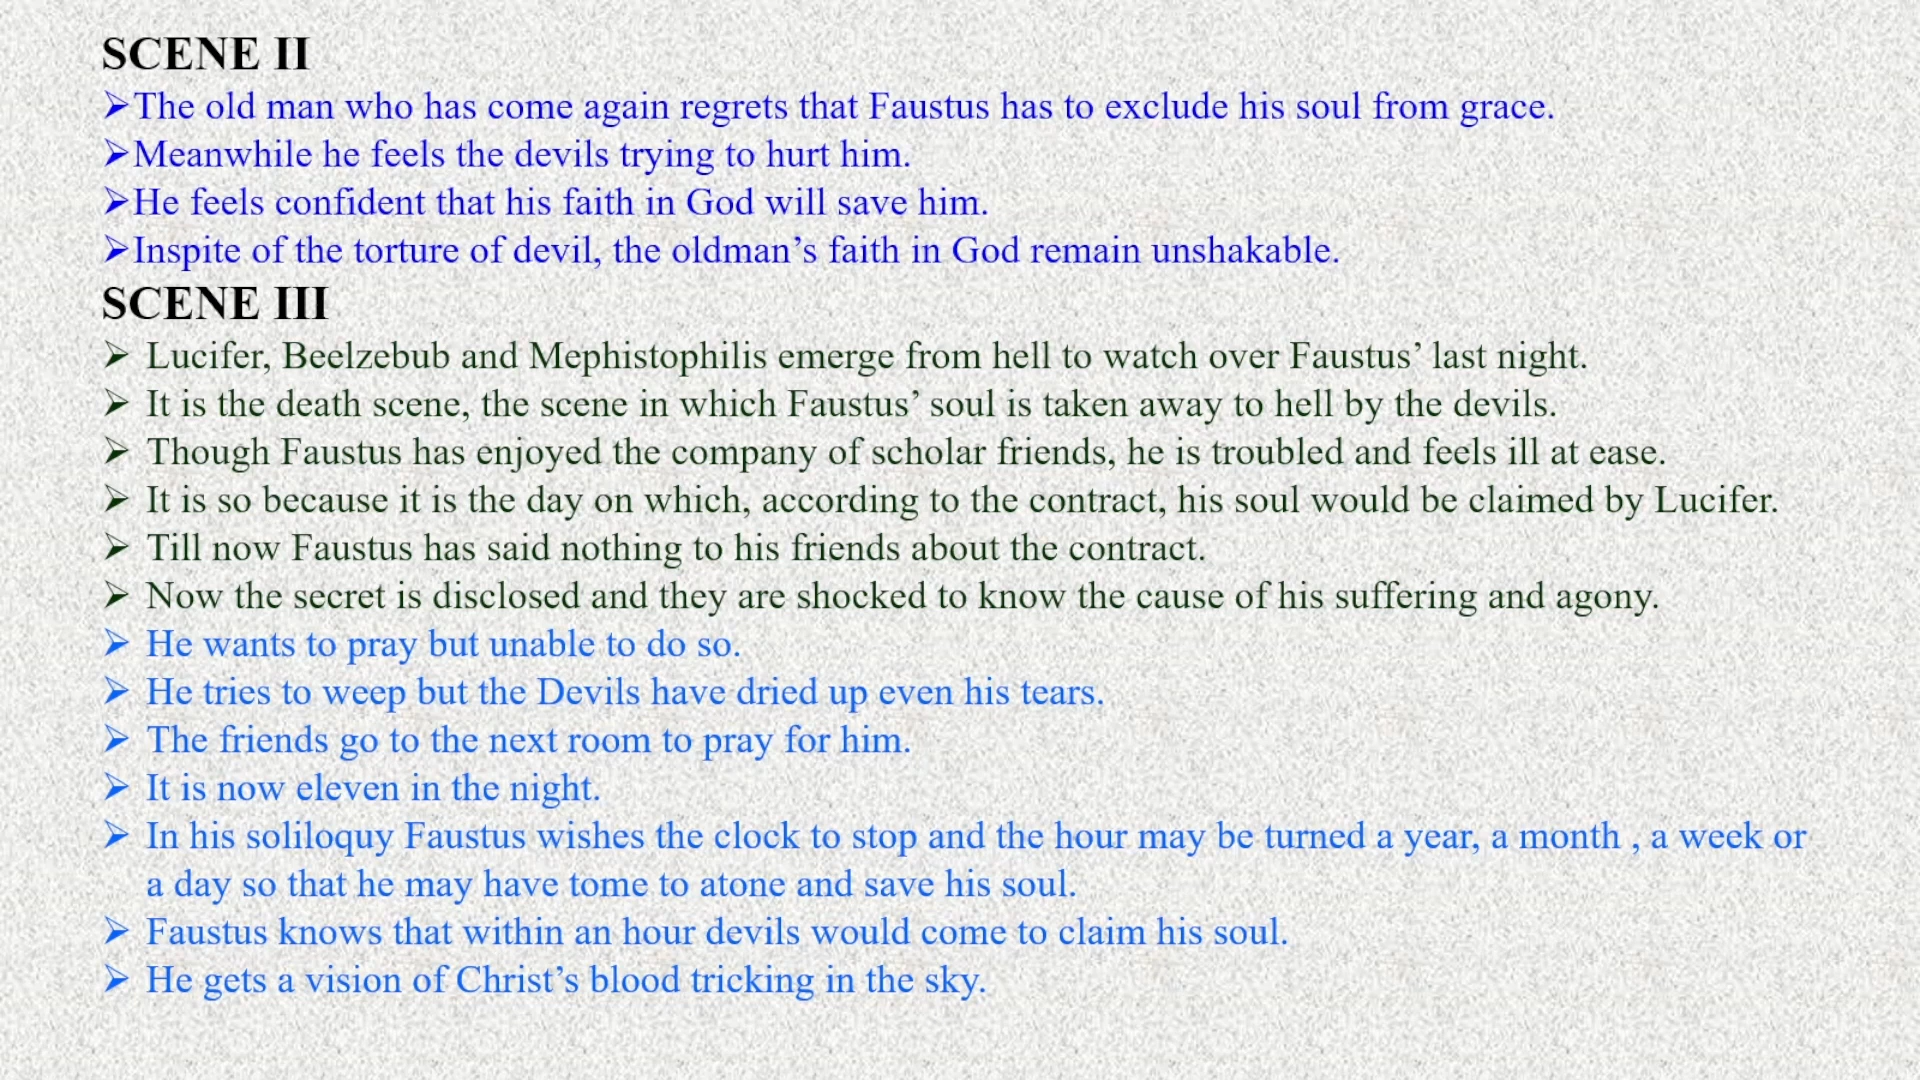 SCENE II
➢The old man who has come again regrets that Faustus has to exclude his soul from grace.
➢Meanwhile he feels the devils trying to hurt him.
➢He feels confident that his faith in God will save him.
➢Inspite of the torture of devil, the oldman’s faith in God remain unshakable.
SCENE III
➢ Lucifer, Beelzebub and Mephistophilis emerge from hell to watch over Faustus’ last night.
➢ It is the death scene, the scene in which Faustus’ soul is taken away to hell by the devils.
➢ Though Faustus has enjoyed the company of scholar friends, he is troubled and feels ill at ease.
➢ It is so because it is the day on which, according to the contract, his soul would be claimed by Lucifer.
➢ Till now Faustus has said nothing to his friends about the contract.
➢ Now the secret is disclosed and they are shocked to know the cause of his suffering and agony.
➢ He wants to pray but unable to do so.
➢ He tries to weep but the Devils have dried up even his tears.
➢ The friends go to the next room to pray for him.
➢ It is now eleven in the night.
➢ In his soliloquy Faustus wishes the clock to stop and the hour may be turned a year, a month , a week or
a day so that he may have tome to atone and save his soul.
➢ Faustus knows that within an hour devils would come to claim his soul.
➢ He gets a vision of Christ’s blood tricking in the sky.